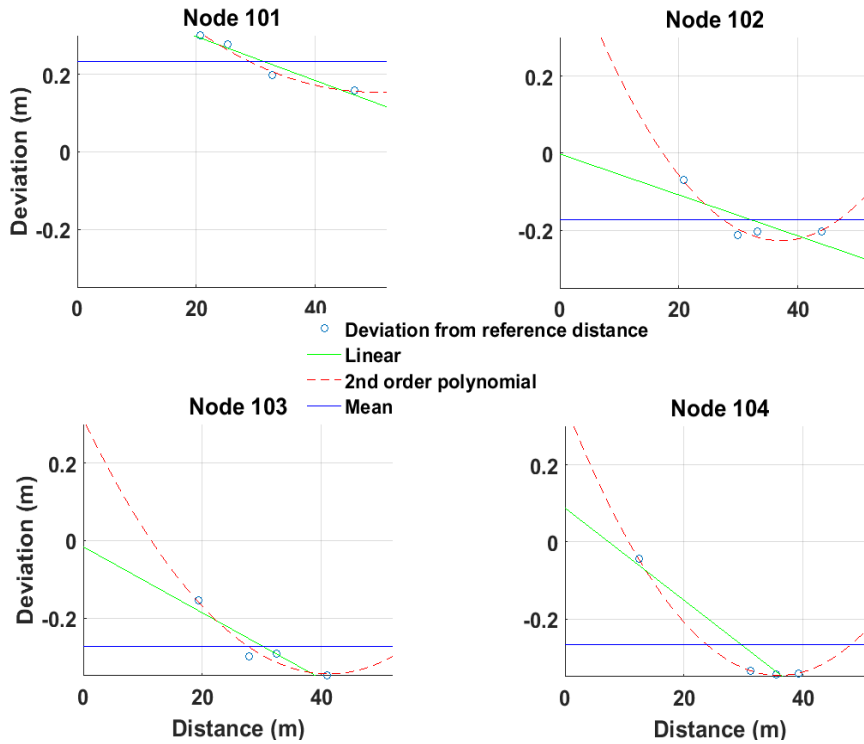 Node 101
Node 102
Deviation (m)
0.2
0
-0.2
0.2
0
-0.2
0
20
40
0
20
40
Deviation from reference distance
Linear
2nd order polynomial
Mean
Node 103
Node 104
Deviation (m)
0.2
0
-0.2
0.2
0
-0.2
0
20
40
0
20
40
Distance (m)
Distance (m)